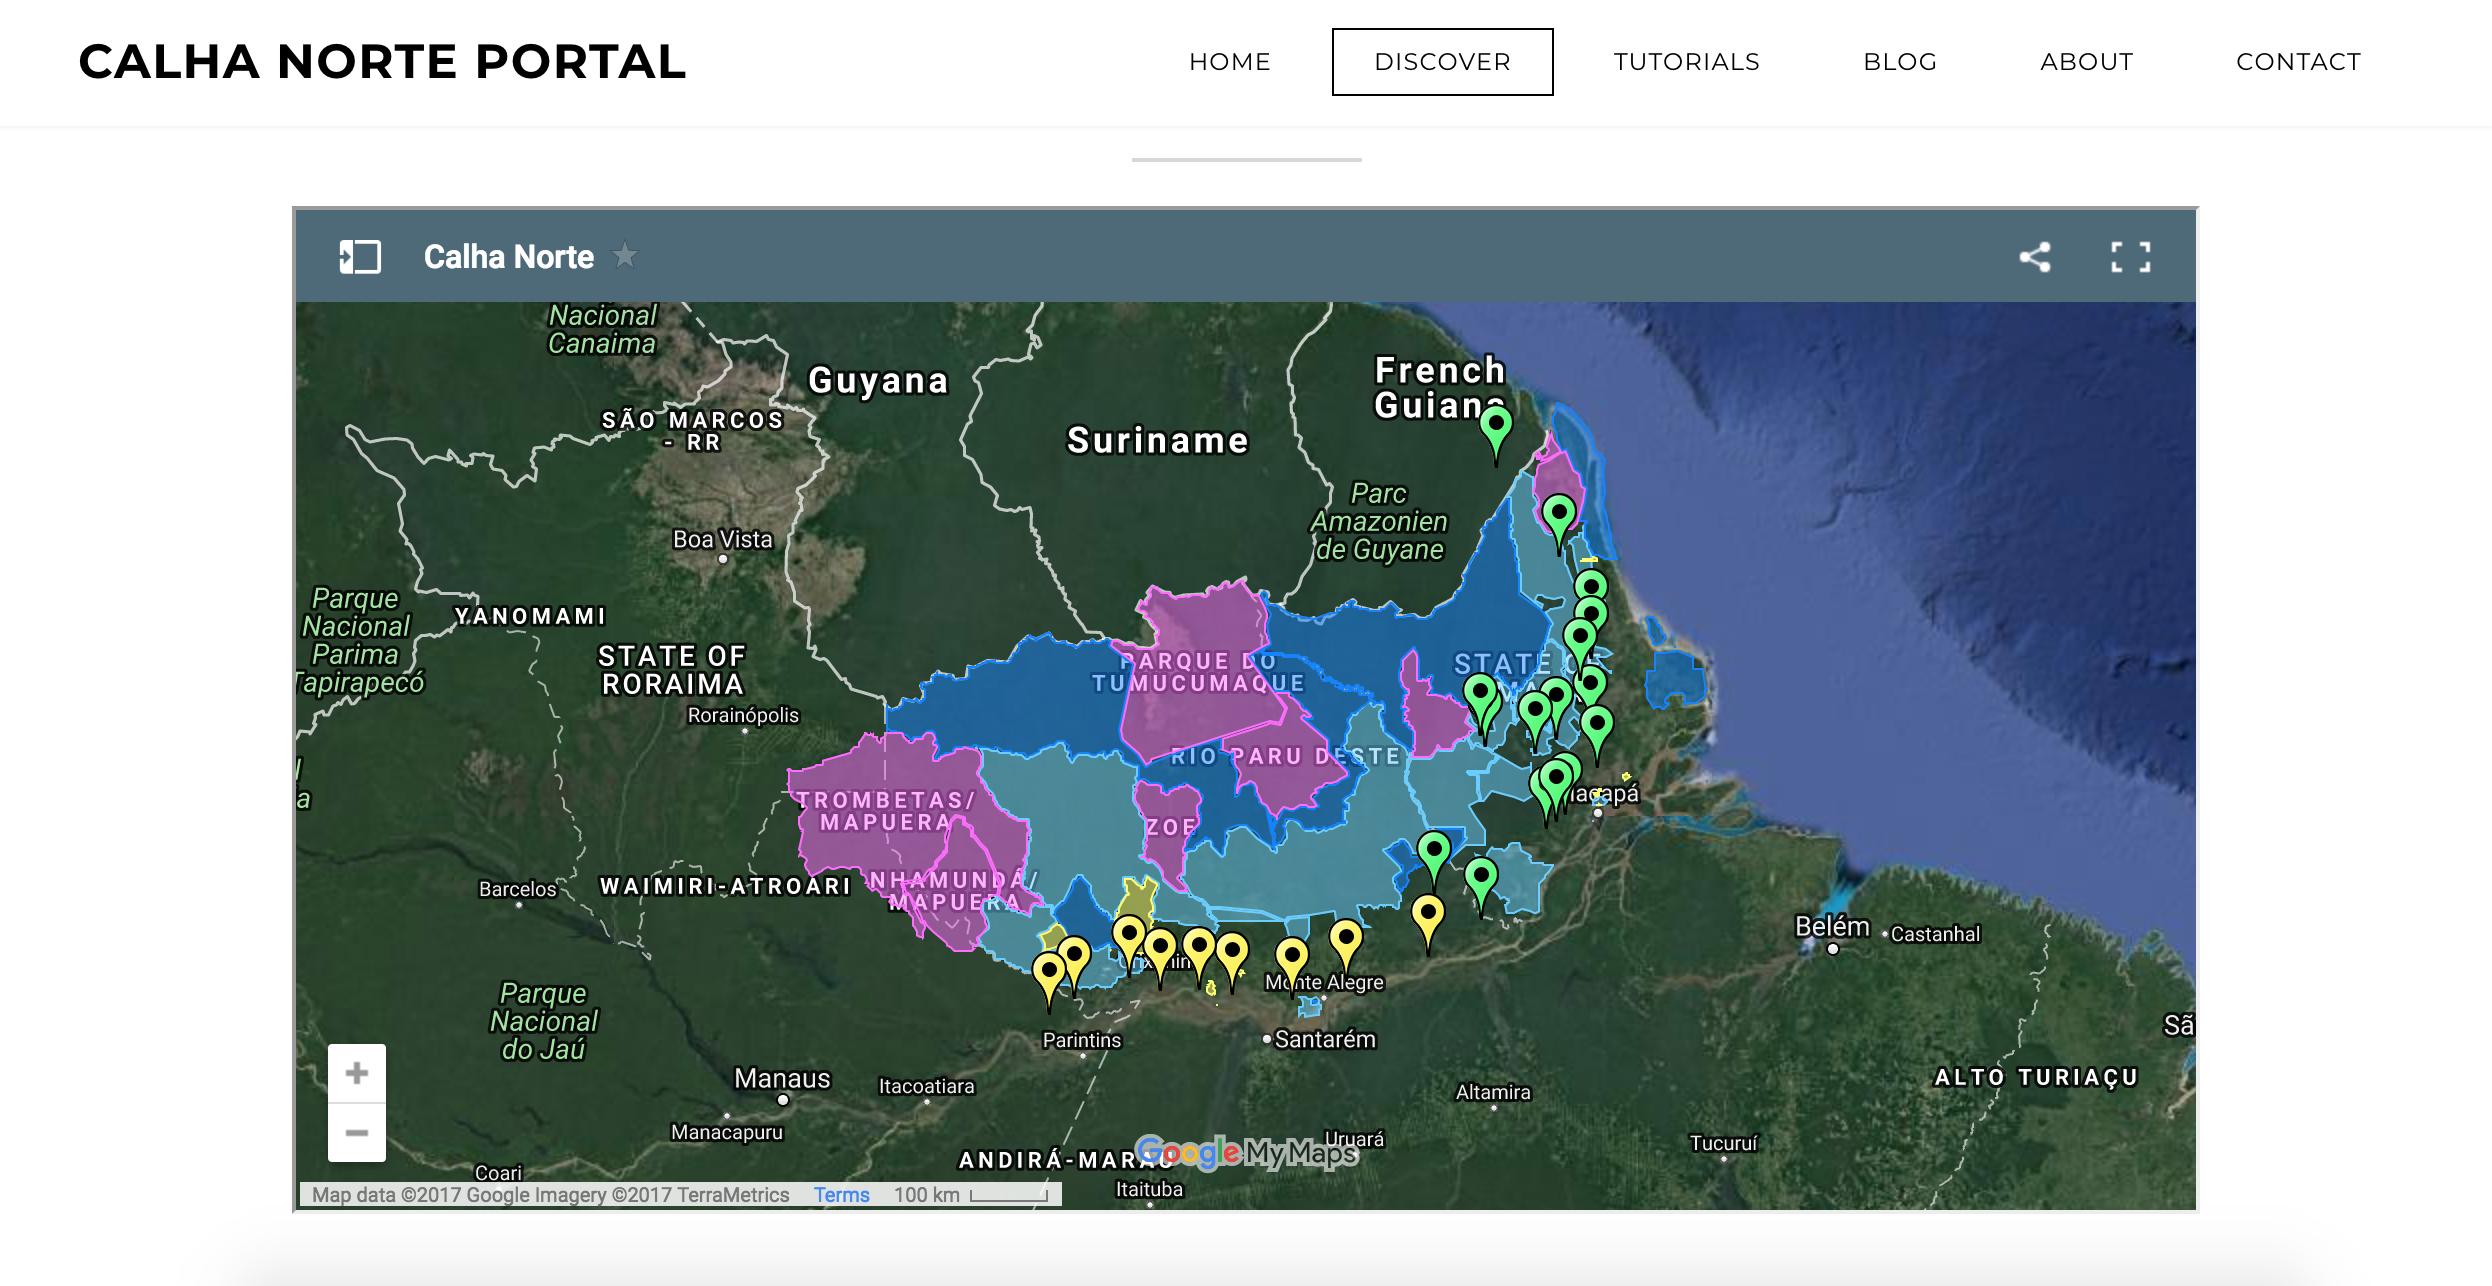 CALHA NORTE PORTAL
HOME
DISCOVER
TUTORIALS
BLOG
ABOUT
CONTACT
Calha Norte
Nacional
Canaima
Guyana
French
Guiana
SÃO MARCOS
- RR
Suriname
Parc
Amazonien
de Guyane
Boa Vista
Parque
Nacional
Parima
Tapirapecó
YANOMAMI
STATE OF
RORAIMA
PARQUE DO
TUMUCUMAQUE
STATE OF
Rorainópolis
RIO PARU DESTE
TROMBETAS/
MAPUERA
ZOE
Macapá
Barcelos
WAIMIRI-ATROARI
NHAMUNDÁ/
MAPUERA
Belém
Castanhal
Monte Alegre
Parque
Nacional
do Jaú
Parintins
Santarém
Sã
Manaus
Itacoatiara
Altamira
ALTO TURIAÇU
Manacapuru
Uruará
Tucuruí
ANDIRÁ-MARAU
Google My Maps
Coari
Itaituba
Map data ©2017 Google Imagery ©2017 TerraMetrics
Terms
100 km